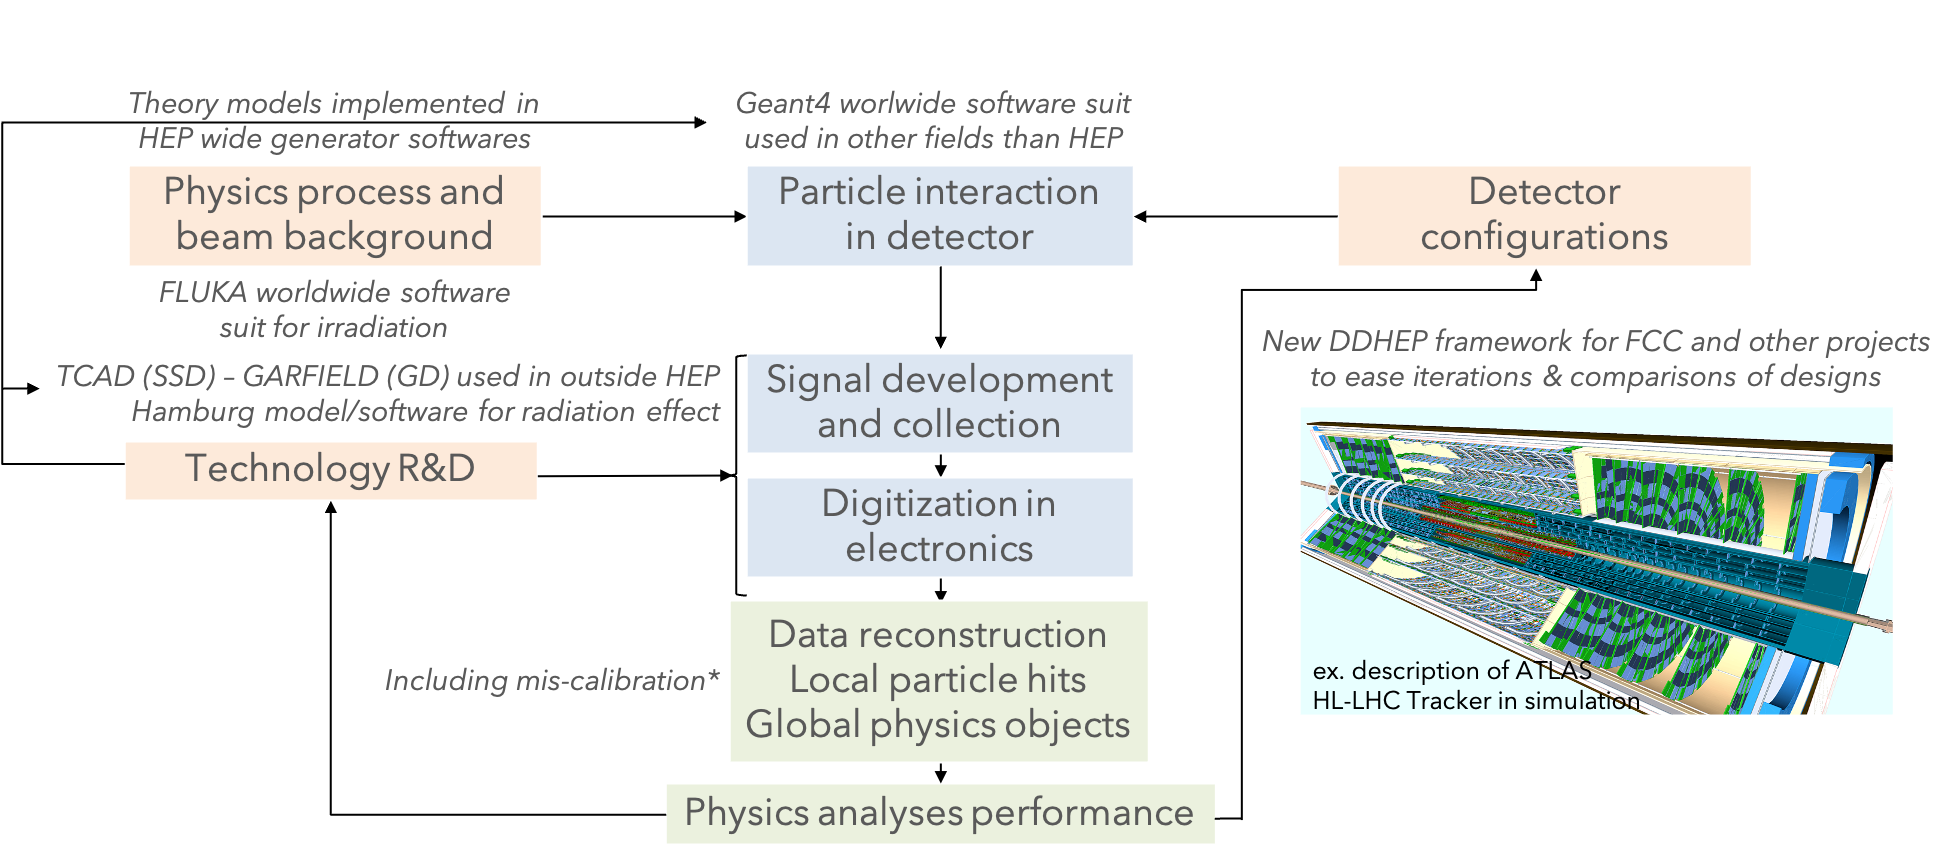 Theory models implemented in
HEP wide generator softwares
Geant4 worlwide software suit
used in other fields than HEP
Physics process and
beam background
Particle interaction
in detector
Detector
configurations
FLUKA worldwide software
suit for irradiation
New DDHEP framework for FCC and other projects
to ease iterations & comparisons of designs
TCAD (SSD) – GARFIELD (GD) used in outside HEP
Hamburg model/software for radiation effect
Signal development
and collection
Technology R&D
Digitization in
electronics
Including mis-calibration*
Data reconstruction
Local particle hits
Global physics objects
ex. description of ATLAS
HL-LHC Tracker in simulation
Physics analyses performance